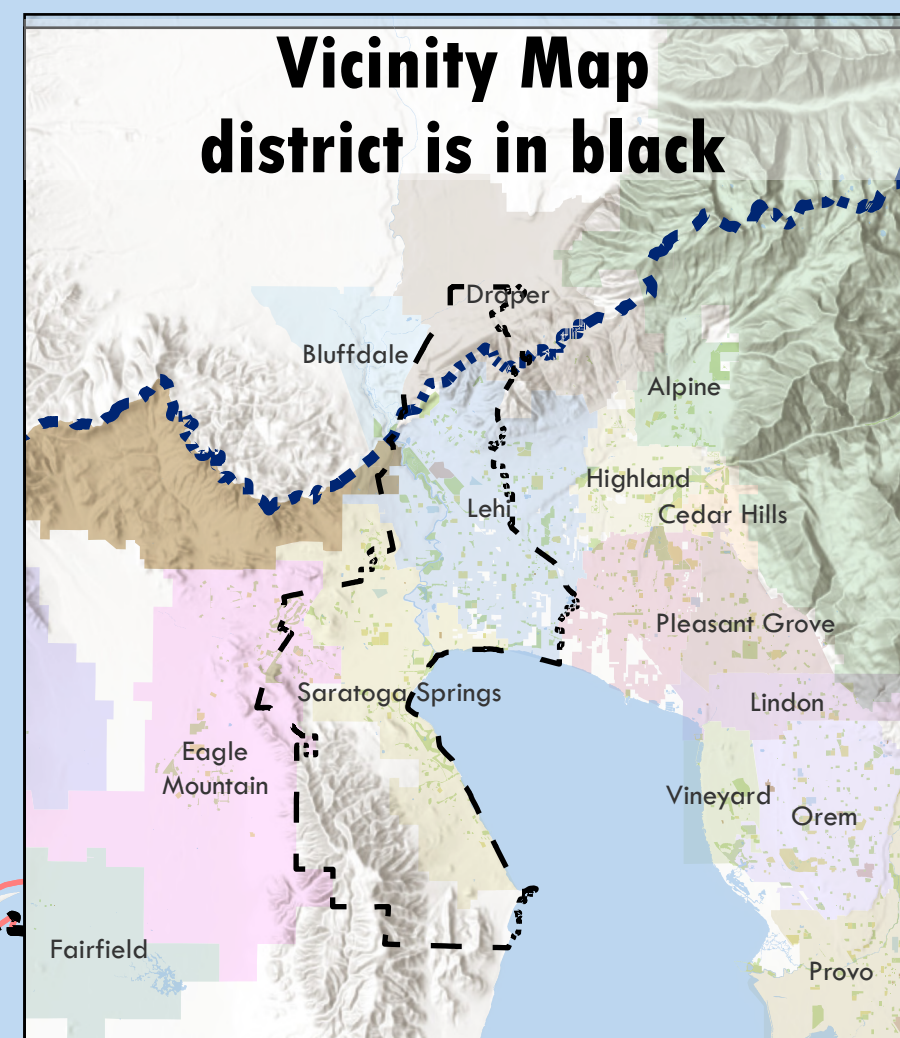 Vicinity Map
district is in black
Draper
Bluffdale
Alpine
Highland
Lehi
Cedar Hills
Pleasant Grove
Saratoga Springs
Lindon
Eagle
Mountain
Vineyard
Orem
Fairfield
Provo